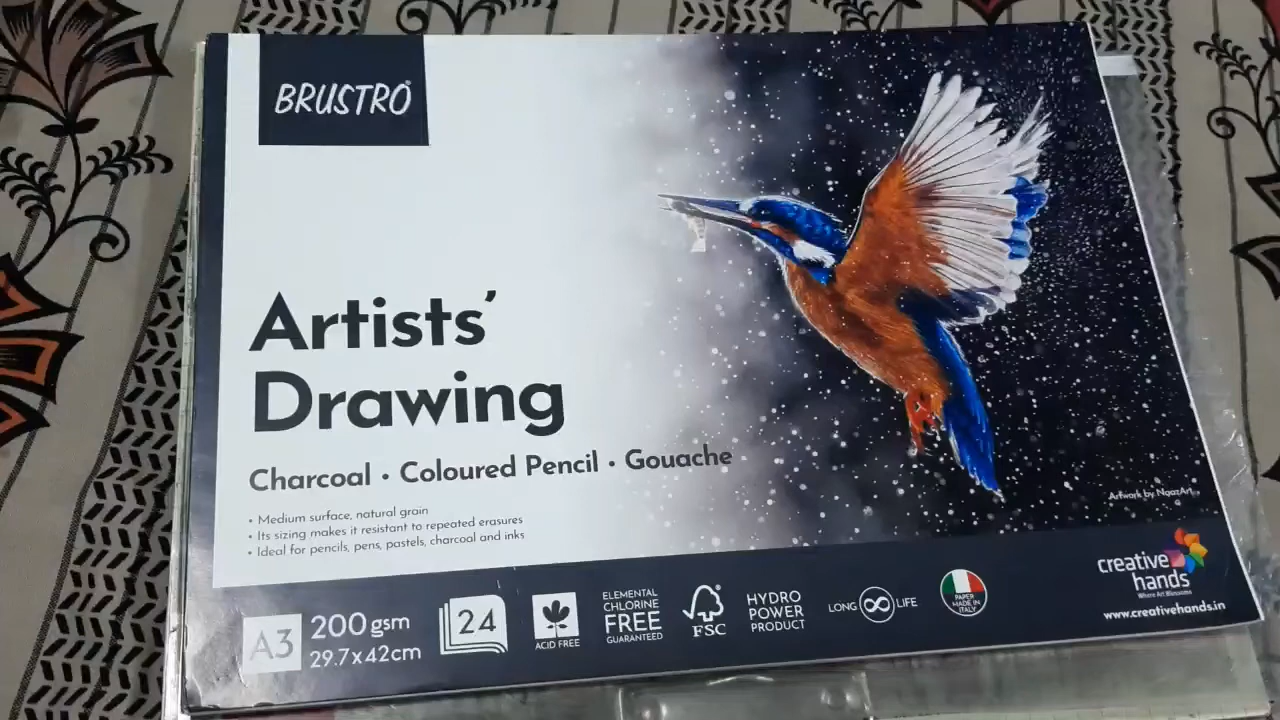 BRUSTRO
Artists'
Drawing
Charcoal • Coloured Pencil • Gouache
• Medium surface, natural grain
• Its sizing makes it resistant to repeated erasures
• Ideal for pencils, pens, pastels, charcoal and inks
Artwork by NaazArt
A3
200gsm
29.7x42cm
24
ACID FREE
ELEMENTAL
CHLORINE
FREE
GUARANTEED
FSC
HYDRO
POWER
PRODUCT
LONG LIFE
PAPER
MADE IN
ITALY
creative
hands
Where Art Blossoms
www.creativehands.in